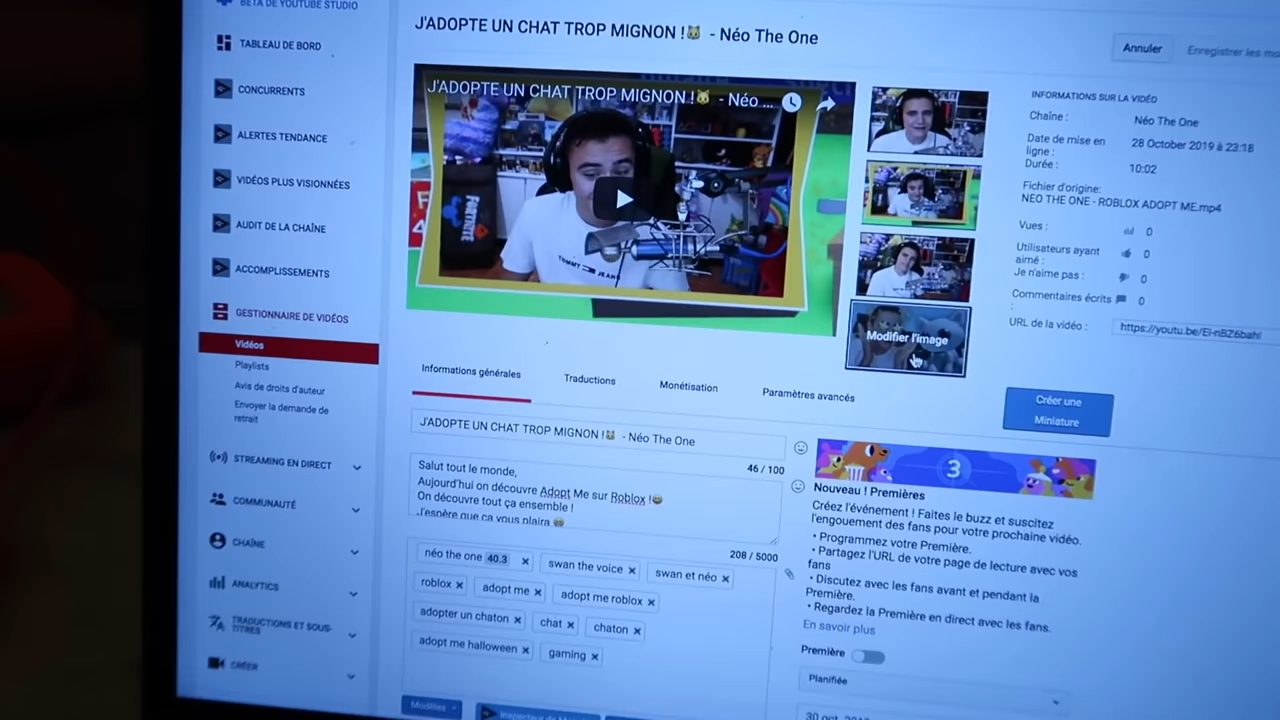 BÊTA DE YOUTUBE STUDIO
TABLEAU DE BORD
CONCURRENTS
ALERTES TENDANCE
VIDÉOS PLUS VISIONNÉES
AUDIT DE LA CHAÎNE
ACCOMPLISSEMENTS
GESTIONNAIRE DE VIDÉOS
Vidéos
Playlists
Avis de droits d'auteur
Envoyer la demande de
retrait
STREAMING EN DIRECT
COMMUNAUTÉ
CHAÎNE
ANALYTICS
TRADUCTIONS ET SOUS-
TITRES
CRÉER
J'ADOPTE UN CHAT TROP MIGNON !🐱 - Néo The One
Annuler
Enregistrer les mo
J'ADOPTE UN CHAT TROP MIGNON !🐱 - Néo ...
FORTNITE
TOMMY JEANS
Modifier l'image
INFORMATIONS SUR LA VIDÉO
Chaîne : Néo The One
Date de mise en
ligne : 28 October 2019 à 23:18
Durée : 10:02
Fichier d'origine:
NEO THE ONE - ROBLOX ADOPT ME.mp4
Vues : 0
Utilisateurs ayant
aimé : 0
Je n'aime pas : 0
Commentaires écrits 0
URL de la vidéo :
Créer une
Miniature
Informations générales
Traductions
Monétisation
Paramètres avancés
J'ADOPTE UN CHAT TROP MIGNON !🐱 - Néo The One
46 / 100
Salut tout le monde,
Aujourd'hui on découvre Adopt Me sur Roblox !😁
On découvre tout ça ensemble !
J'espère que ça vous plaira 😁
208 / 5000
néo the one 40.3 ×
swan the voice ×
swan et néo ×
roblox ×
adopt me ×
adopt me roblox ×
adopter un chaton ×
chat ×
chaton ×
adopt me halloween ×
gaming ×
Modifiés
3
Nouveau ! Premières
Créez l'événement ! Faites le buzz et suscitez
l'engouement des fans pour votre prochaine vidéo.
• Programmez votre Première.
• Partagez l'URL de votre page de lecture avec vos
fans
• Discutez avec les fans avant et pendant la
Première.
• Regardez la Première en direct avec les fans.
En savoir plus
Première
Planifiée